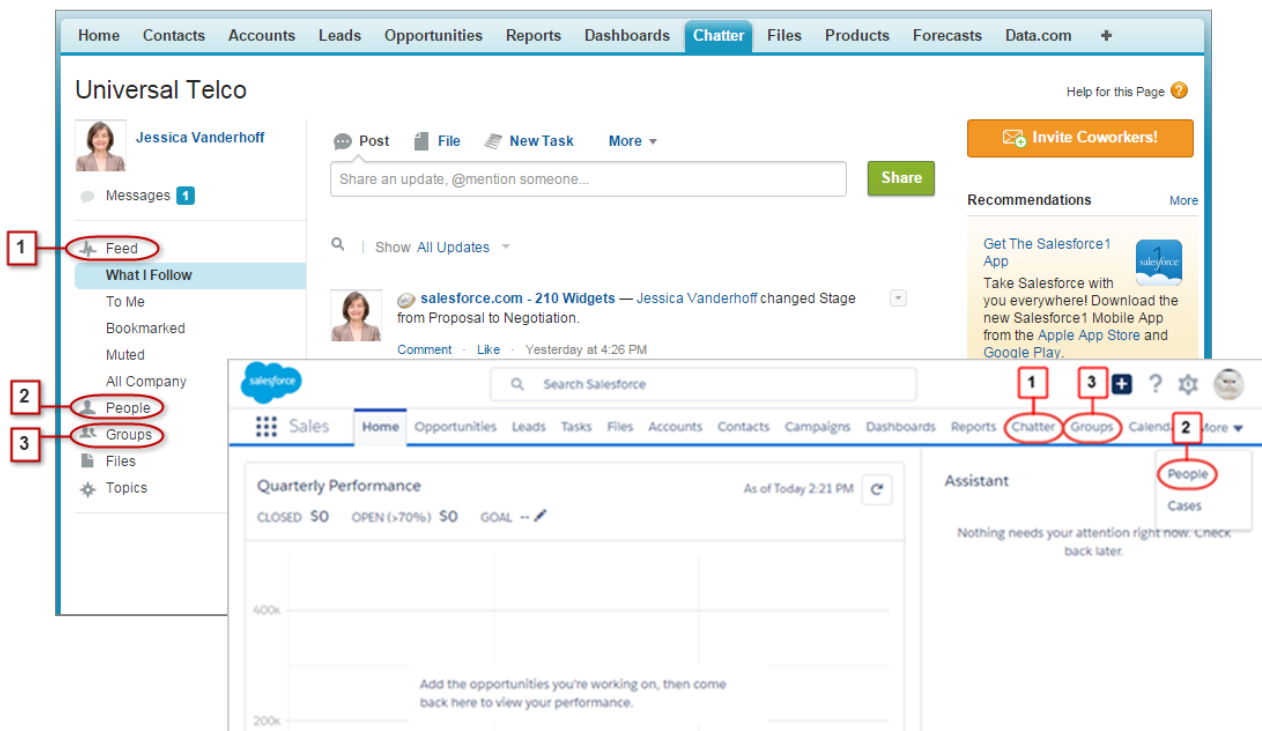 Home Contacts Accounts Leads Opportunities Reports Dashboards Chatter Files Products Forecasts Data.com +
Universal Telco
Help for this Page ?
Jessica Vanderhoff
Messages 1
Post File New Task More
Share an update, @mention someone...
Share
Invite Coworkers!
Recommendations More
Get The Salesforce1
App
salesforce
Take Salesforce with
you everywhere! Download the
new Salesforce1 Mobile App
from the Apple App Store and
Google Play.
1
Feed
What I Follow
To Me
Bookmarked
Muted
All Company
2
People
3
Groups
Files
Topics
Show All Updates
salesforce.com - 210 Widgets — Jessica Vanderhoff changed Stage
from Proposal to Negotiation.
Comment · Like · Yesterday at 4:26 PM
salesforce
Search Salesforce
1
3
+ ?
Sales Home Opportunities Leads Tasks Files Accounts Contacts Campaigns Dashboards Reports Chatter Groups 2 More
People
Cases
Quarterly Performance
As of Today 2:21 PM
CLOSED $0 OPEN (>70%) $0 GOAL --
Assistant
Nothing needs your attention right now. Check
back later.
400K
Add the opportunities you're working on, then come
back here to view your performance.
200K